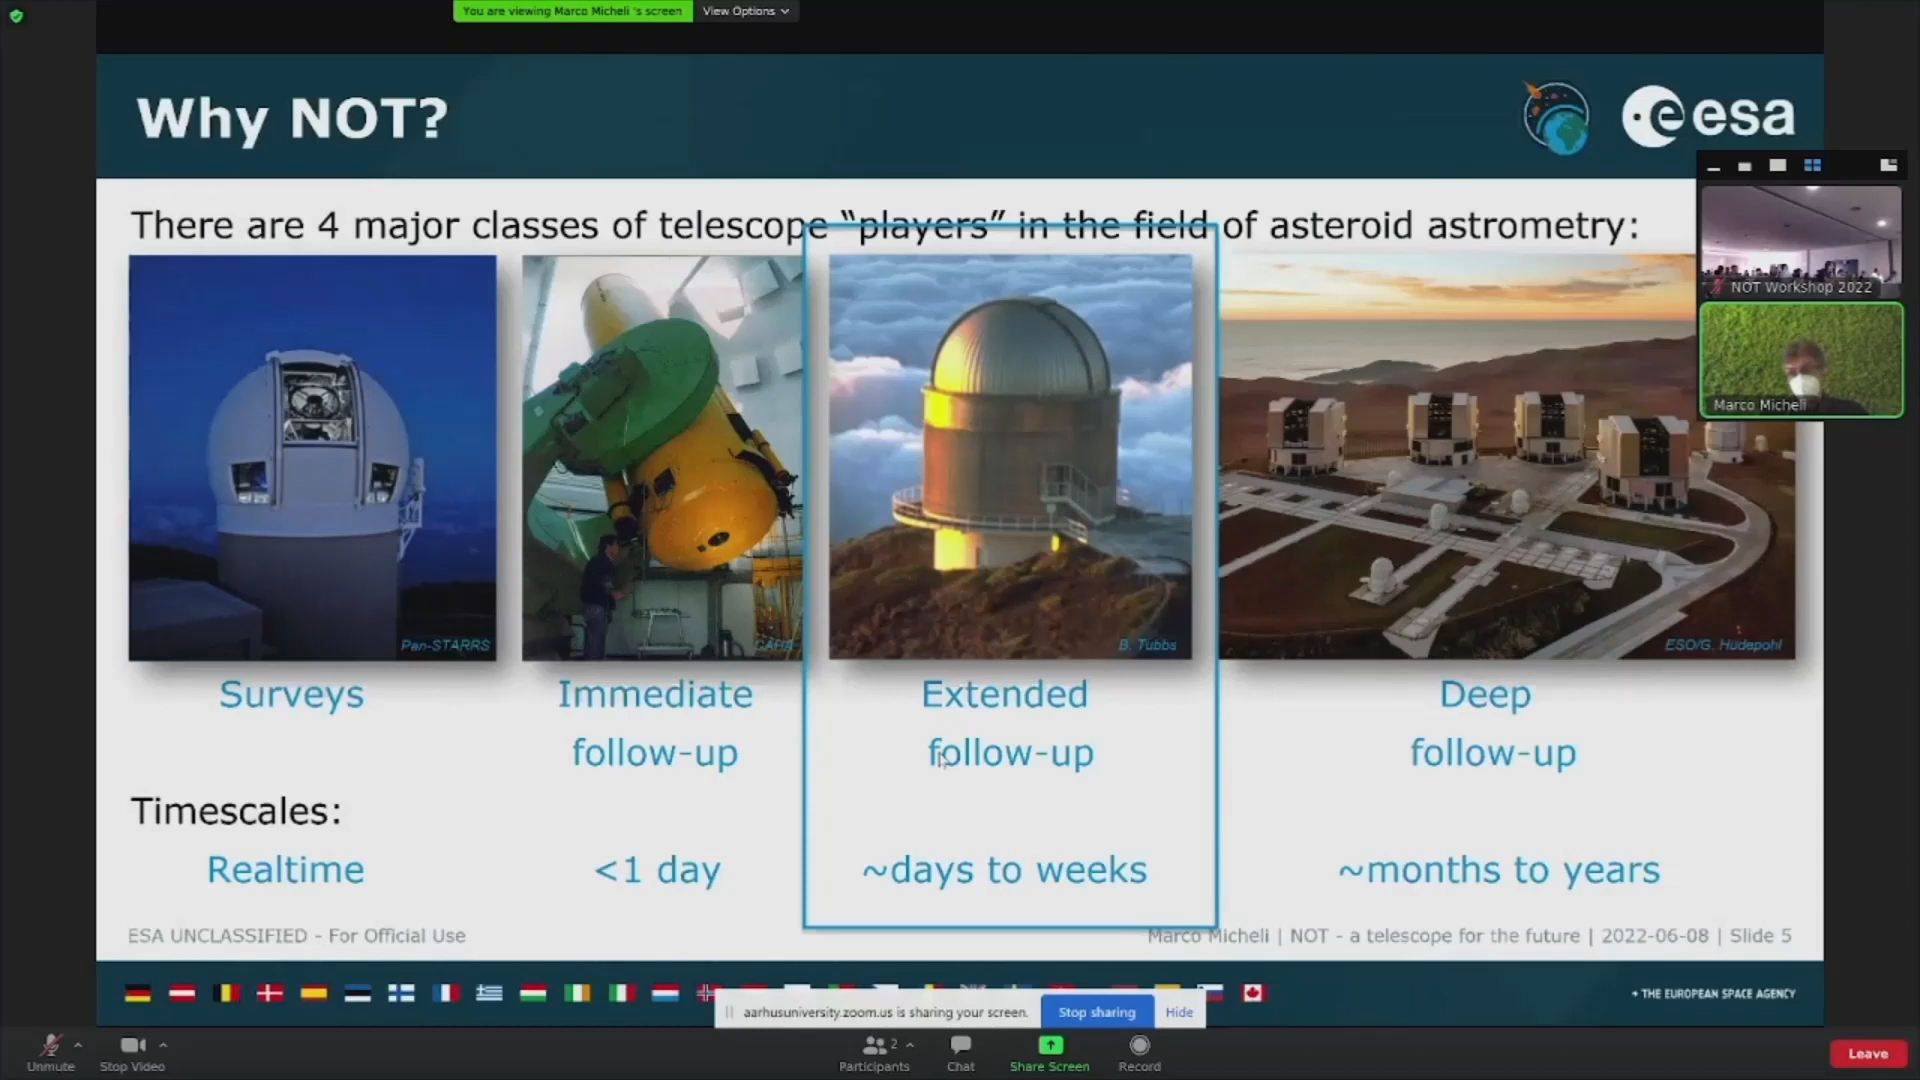 You are viewing Marco Micheli 's screen
View Options
Why NOT?
esa
There are 4 major classes of telescope “players” in the field of asteroid astrometry:
NOT Workshop 2022
Marco Micheli
Pan-STARRS
CAHA
B. Tubbs
ESO/G. Hüdepohl
Surveys
Immediate
follow-up
Extended
follow-up
Deep
follow-up
Timescales:
Realtime
<1 day
~days to weeks
~months to years
ESA UNCLASSIFIED - For Official Use
Marco Micheli | NOT - a telescope for the future | 2022-06-08 | Slide 5
THE EUROPEAN SPACE AGENCY
aarhusuniversity.zoom.us is sharing your screen.
Stop sharing
Hide
Unmute
Stop Video
2
Participants
Chat
Share Screen
Record
Leave